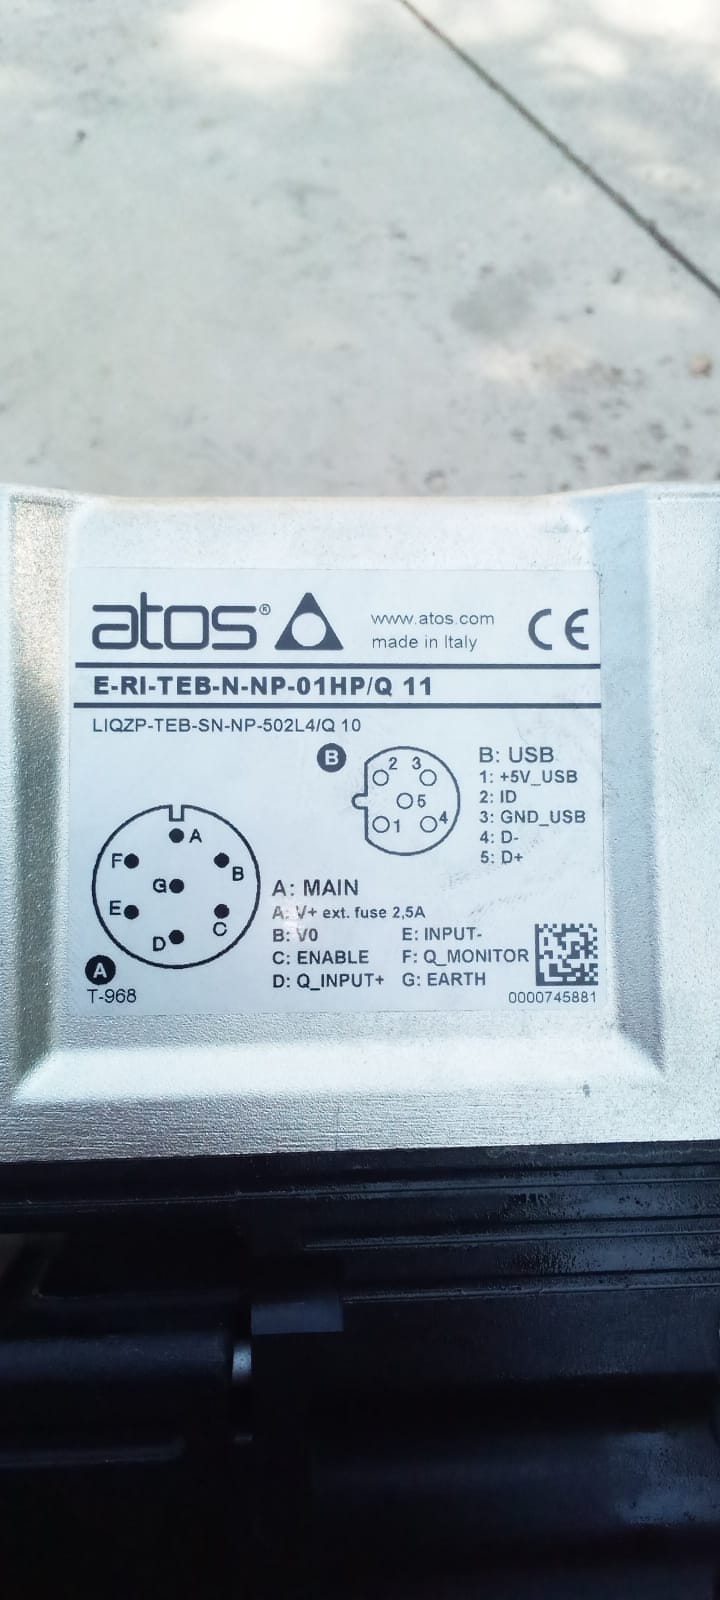 atos®
www.atos.com
made in Italy
CE
E-RI-TEB-N-NP-01HP/Q 11
LIQZP-TEB-SN-NP-502L4/Q 10
B
2 3
5
1 4
B: USB
1: +5V_USB
2: ID
3: GND_USB
4: D-
5: D+
A
F
B
G
E
C
D
A
T-968
A: MAIN
A: V+ ext. fuse 2,5A
B: V0 E: INPUT-
C: ENABLE F: Q_MONITOR
D: Q_INPUT+ G: EARTH
0000745881